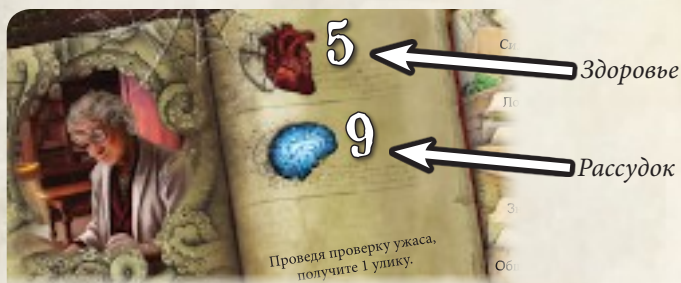 5
Здоровье
9
Рассудок
Проведя проверку ужаса,
получите 1 улику.